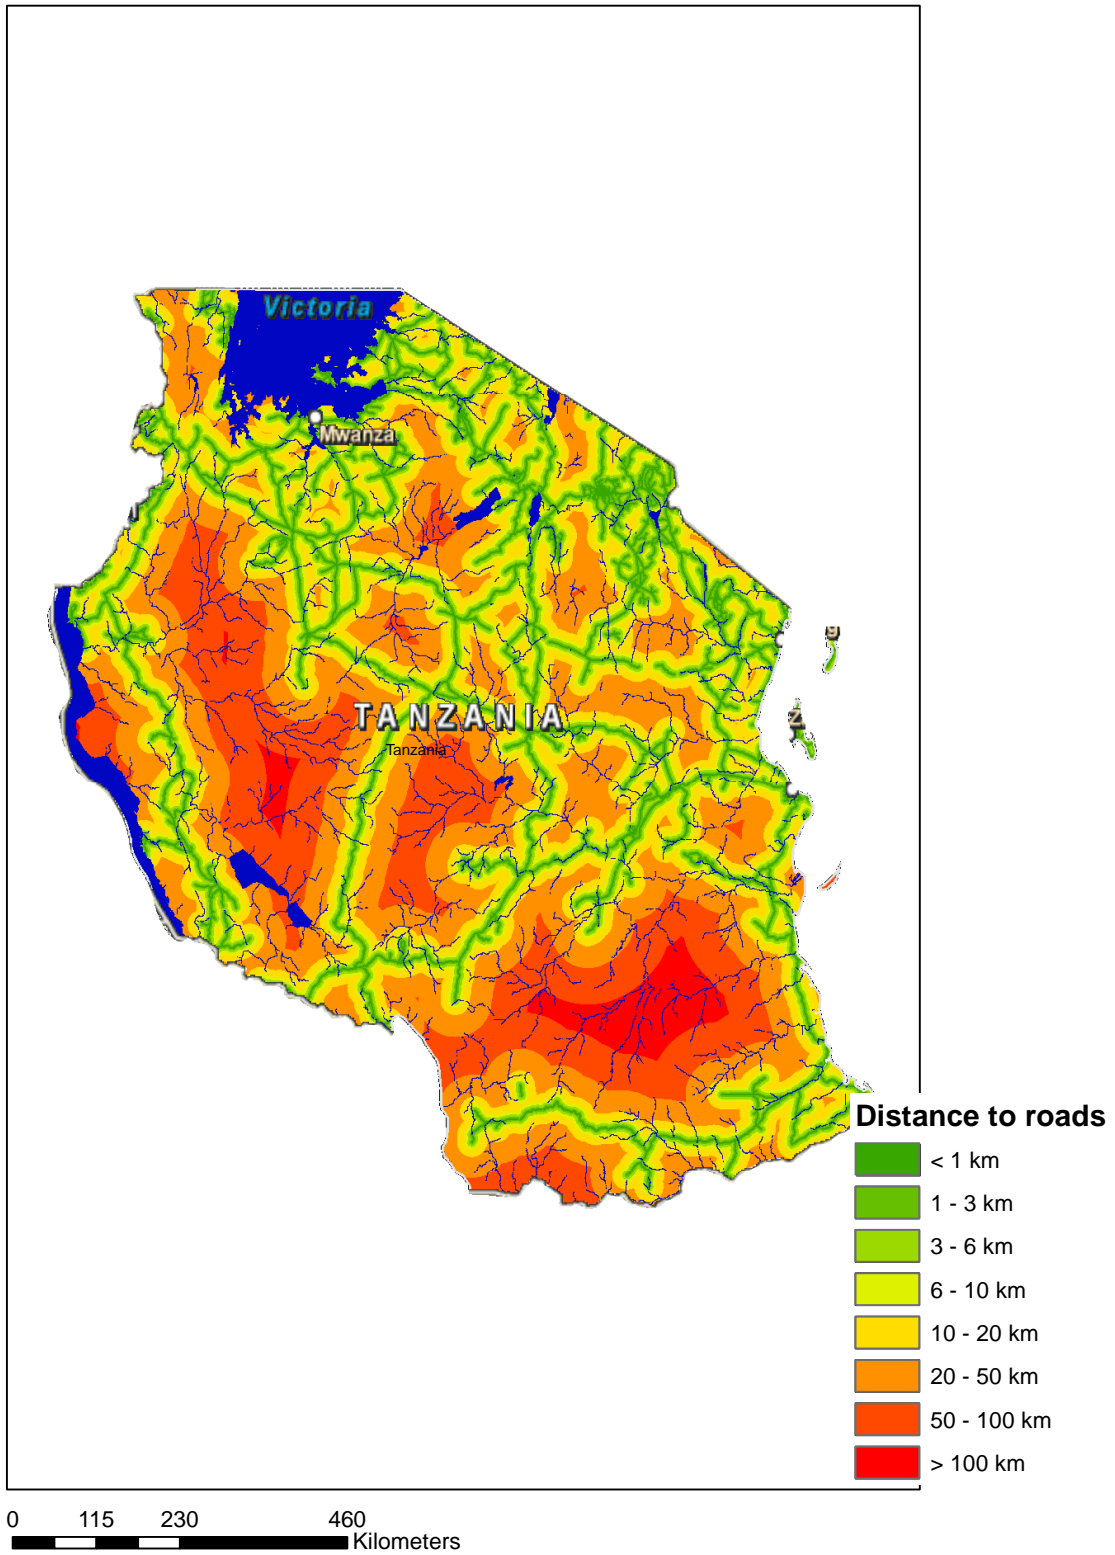 Victoria
Mwanza
TANZANIA
Tanzania
Distance to roads
< 1 km
1 - 3 km
3 - 6 km
6 - 10 km
10 - 20 km
20 - 50 km
50 - 100 km
> 100 km
0 115 230 460
Kilometers